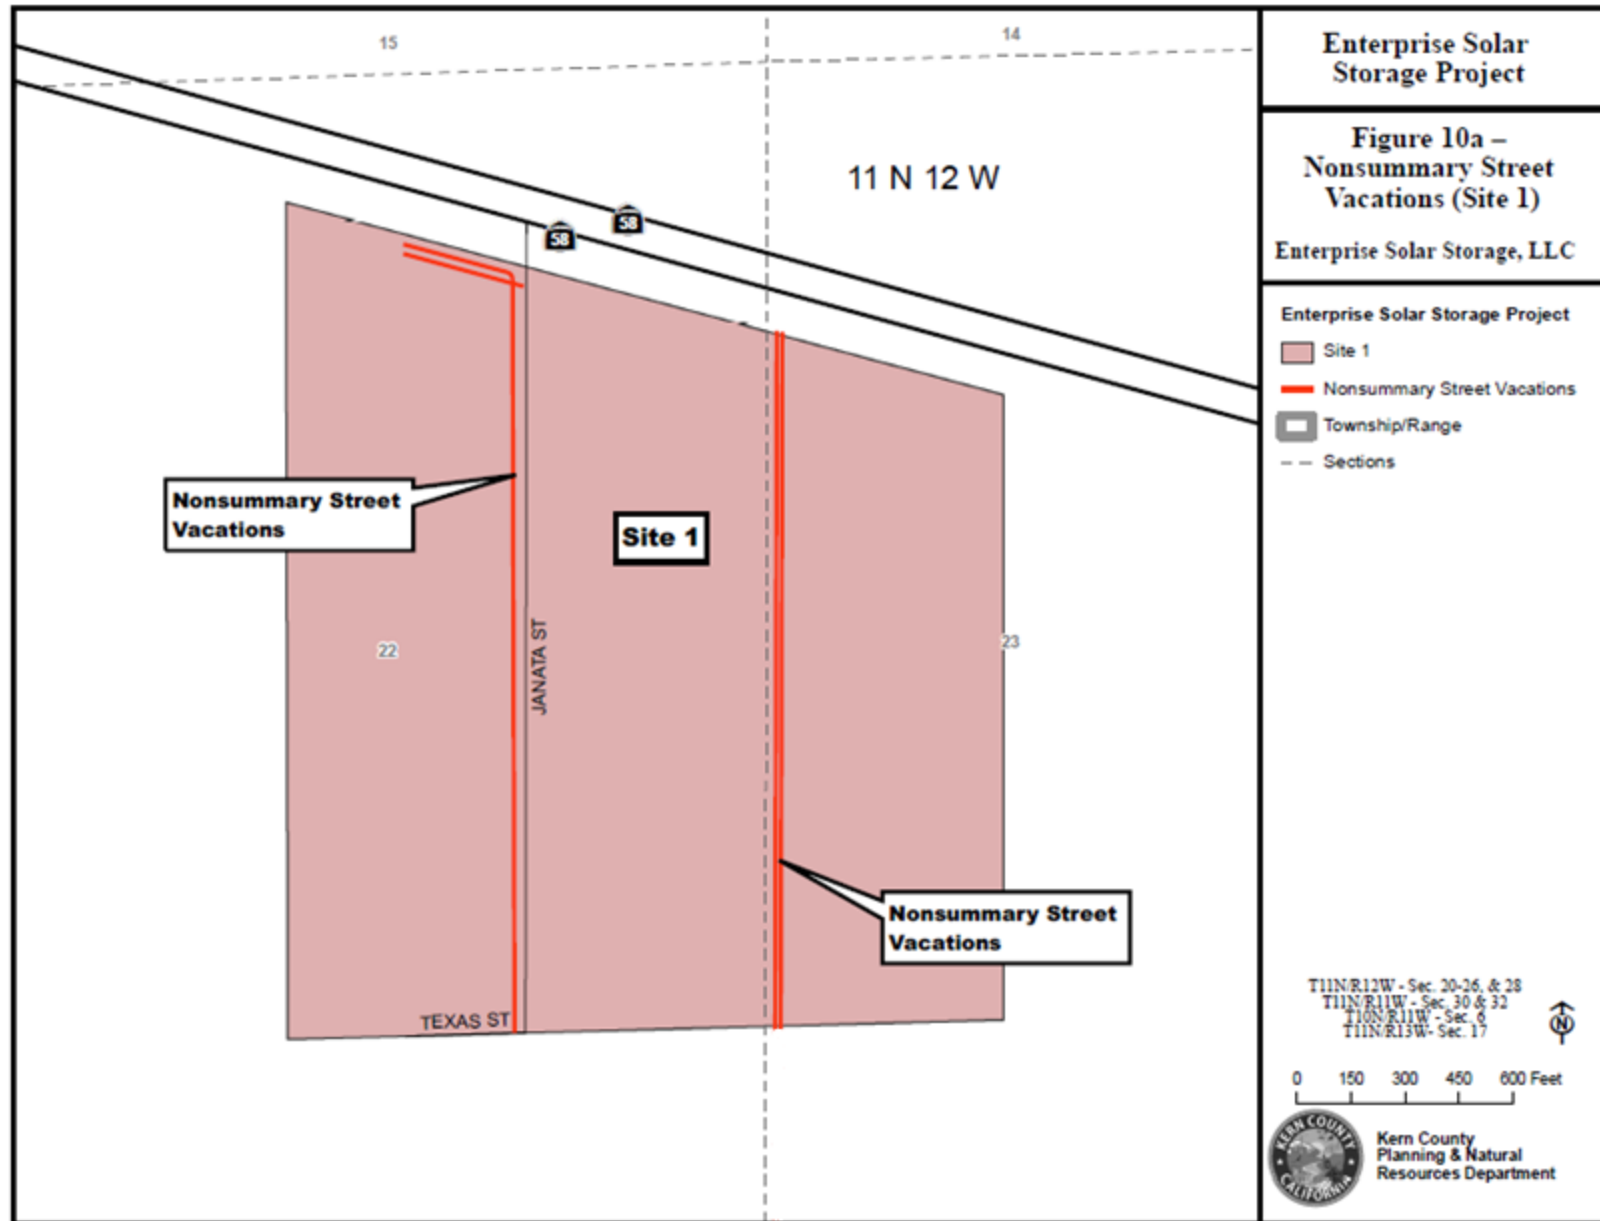 15
14
11 N 12 W
58
58
Nonsummary Street
Vacations
Site 1
JANATA ST
22
23
Nonsummary Street
Vacations
TEXAS ST
Enterprise Solar
Storage Project
Figure 10a –
Nonsummary Street
Vacations (Site 1)
Enterprise Solar Storage, LLC
Enterprise Solar Storage Project
Site 1
Nonsummary Street Vacations
Township/Range
Sections
T11N/R12W - Sec. 20-26, & 28
T11N/R11W - Sec. 30 & 32
T10N/R11W - Sec. 6
T11N/R13W- Sec. 17
N
0 150 300 450 600 Feet
KERN COUNTY
CALIFORNIA
Kern County
Planning & Natural
Resources Department